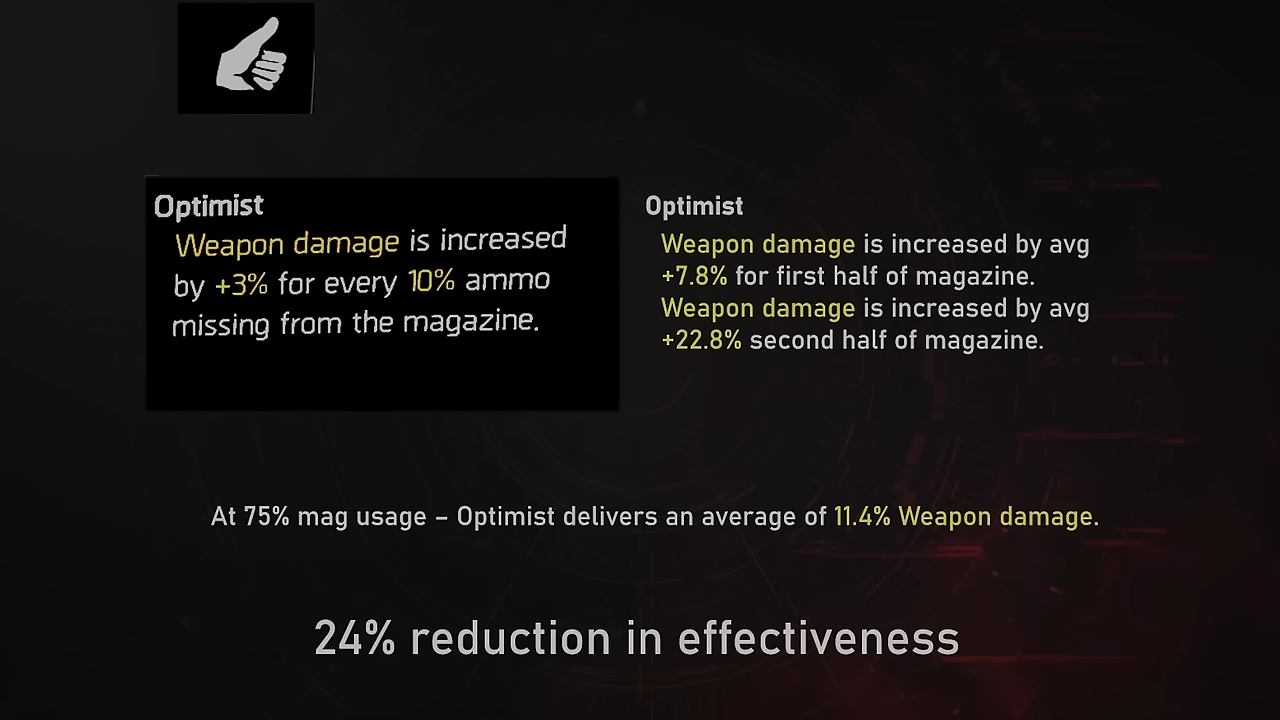 Optimist
Weapon damage is increased
by +3% for every 10% ammo
missing from the magazine.
Optimist
Weapon damage is increased by avg
+7.8% for first half of magazine.
Weapon damage is increased by avg
+22.8% second half of magazine.
At 75% mag usage – Optimist delivers an average of 11.4% Weapon damage.
24% reduction in effectiveness